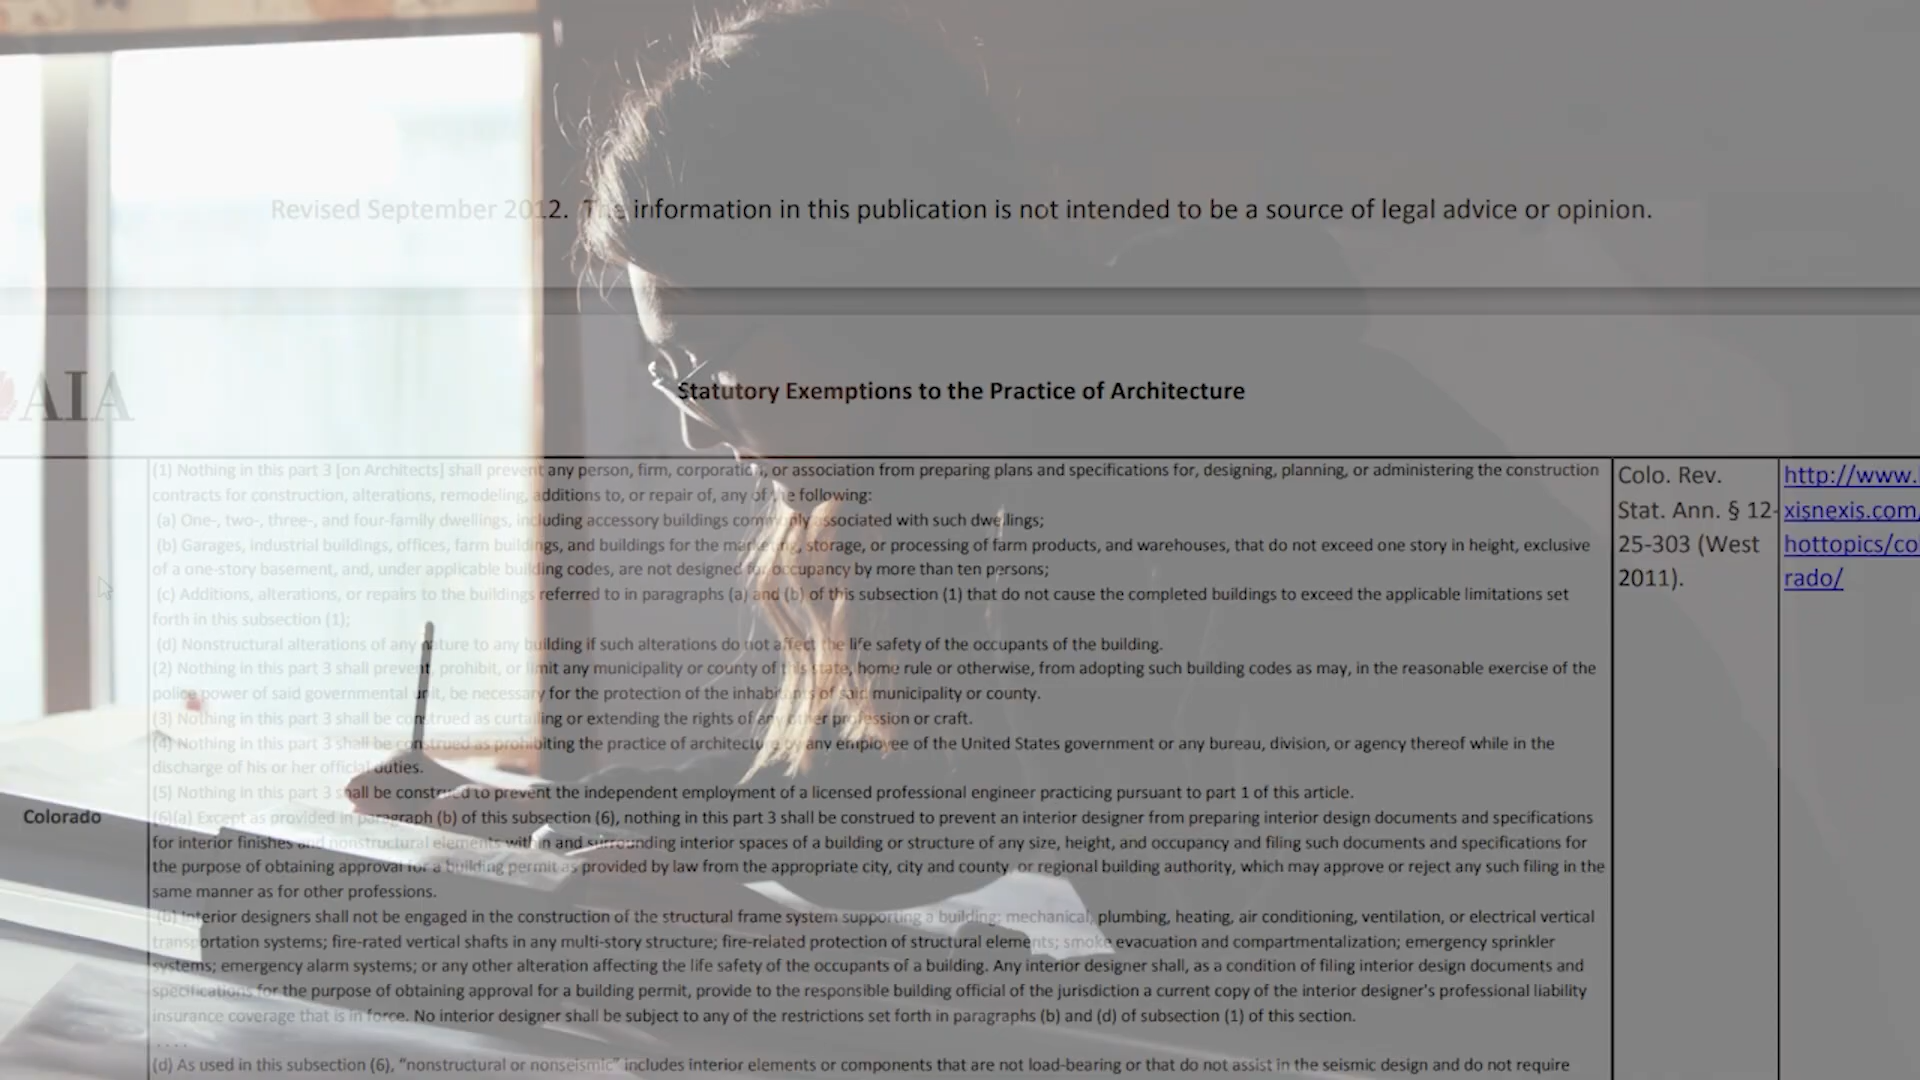 Revised September 2012. The information in this publication is not intended to be a source of legal advice or opinion.
AIA
Statutory Exemptions to the Practice of Architecture
(1) Nothing in this part 3 [on Architects] shall prevent any person, firm, corporation, or association from preparing plans and specifications for, designing, planning, or administering the construction
contracts for construction, alterations, remodeling, additions to, or repair of, any of the following:
(a) One-, two-, three-, and four-family dwellings, including accessory buildings commonly associated with such dwellings;
(b) Garages, industrial buildings, offices, farm buildings, and buildings for the marketing, storage, or processing of farm products, and warehouses, that do not exceed one story in height, exclusive
of a one-story basement, and, under applicable building codes, are not designed for occupancy by more than ten persons;
(c) Additions, alterations, or repairs to the buildings referred to in paragraphs (a) and (b) of this subsection (1) that do not cause the completed buildings to exceed the applicable limitations set
forth in this subsection (1);
(d) Nonstructural alterations of any nature to any building if such alterations do not affect the life safety of the occupants of the building.
(2) Nothing in this part 3 shall prevent, prohibit, or limit any municipality or county of this state, home rule or otherwise, from adopting such building codes as may, in the reasonable exercise of the
police power of said governmental unit, be necessary for the protection of the inhabitants of said municipality or county.
(3) Nothing in this part 3 shall be construed as curtailing or extending the rights of any other profession or craft.
(4) Nothing in this part 3 shall be construed as prohibiting the practice of architecture by any employee of the United States government or any bureau, division, or agency thereof while in the
discharge of his or her official duties.
(5) Nothing in this part 3 shall be construed to prevent the independent employment of a licensed professional engineer practicing pursuant to part 1 of this article.
Colorado
(6)(a) Except as provided in paragraph (b) of this subsection (6), nothing in this part 3 shall be construed to prevent an interior designer from preparing interior design documents and specifications
for interior finishes and nonstructural elements within and surrounding interior spaces of a building or structure of any size, height, and occupancy and filing such documents and specifications for
the purpose of obtaining approval for a building permit as provided by law from the appropriate city, city and county, or regional building authority, which may approve or reject any such filing in the
same manner as for other professions.
(b) Interior designers shall not be engaged in the construction of the structural frame system supporting a building; mechanical, plumbing, heating, air conditioning, ventilation, or electrical vertical
transportation systems; fire-rated vertical shafts in any multi-story structure; fire-related protection of structural elements; smoke evacuation and compartmentalization; emergency sprinkler
systems; emergency alarm systems; or any other alteration affecting the life safety of the occupants of a building. Any interior designer shall, as a condition of filing interior design documents and
specifications for the purpose of obtaining approval for a building permit, provide to the responsible building official of the jurisdiction a current copy of the interior designer's professional liability
insurance coverage that is in force. No interior designer shall be subject to any of the restrictions set forth in paragraphs (b) and (d) of subsection (1) of this section.
. . . .
(d) As used in this subsection (6), "nonstructural or nonseismic" includes interior elements or components that are not load-bearing or that do not assist in the seismic design and do not require
Colo. Rev.
Stat. Ann. § 12-
25-303 (West
2011).
http://www.
xisnexis.com/
hottopics/co
rado/